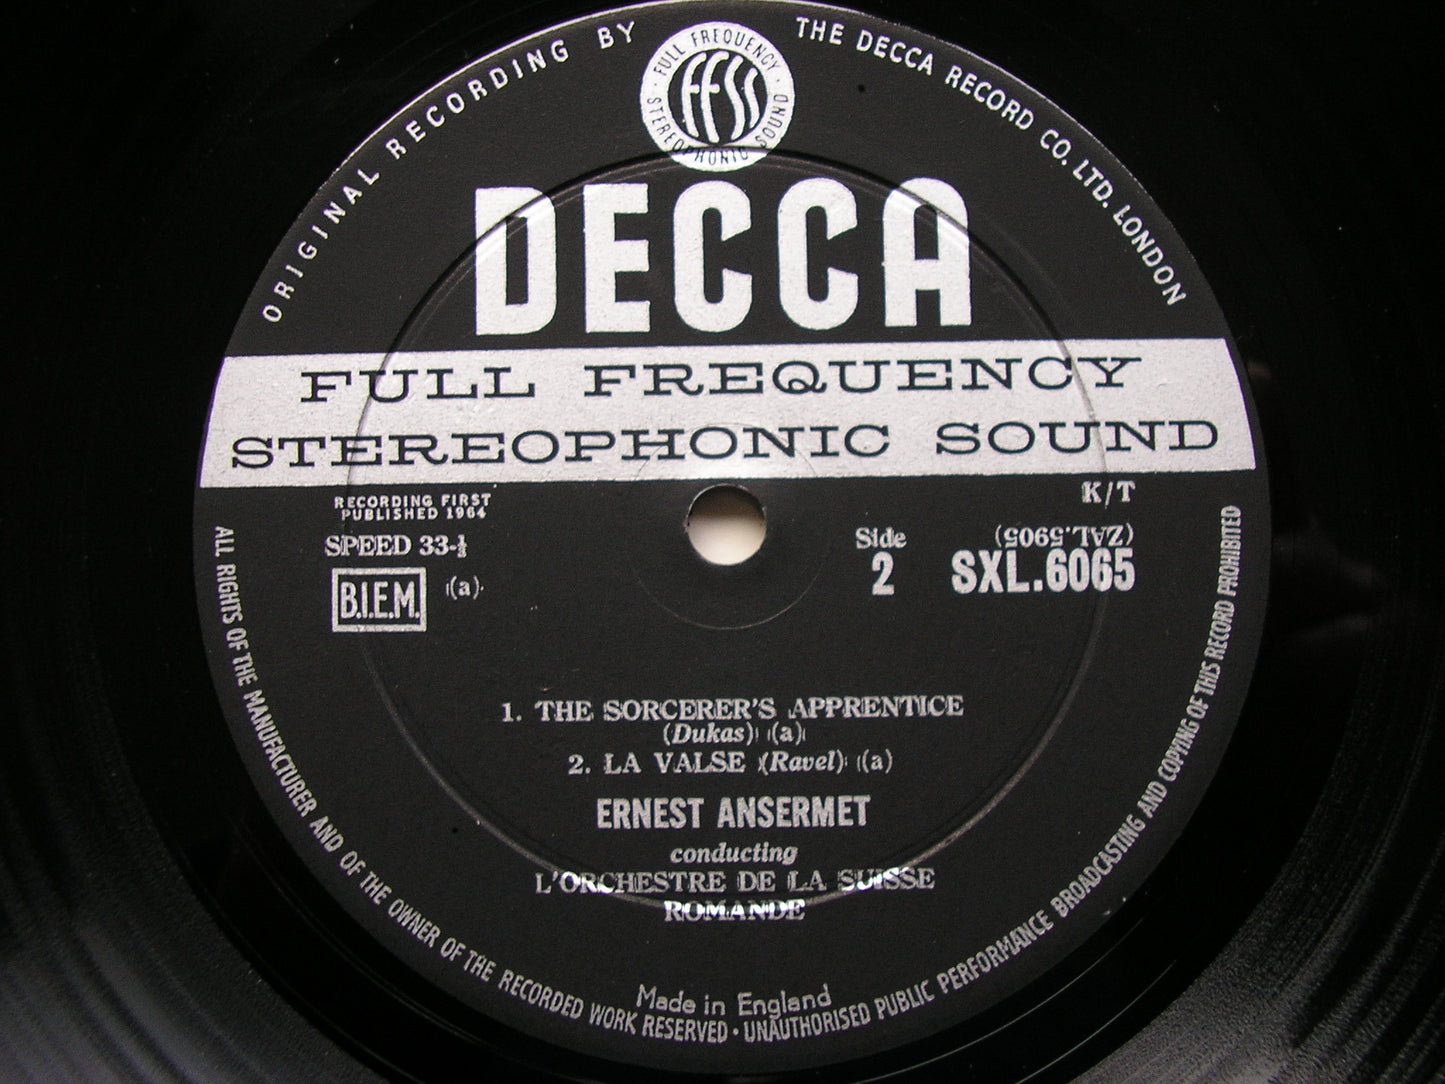 ORIGINAL RECORDING BY
THE DECCA RECORD CO. LTD. LONDON
FULL FREQUENCY
FFSS
STEREOPHONIC SOUND
DECCA
FULL FREQUENCY
STEREOPHONIC SOUND
RECORDING FIRST
PUBLISHED 1964
K/T
SPEED 33-⅓
Side
(ZAL.5905)
B.I.E.M.
(a)
2
SXL.6065
1. THE SORCERER'S APPRENTICE
(Dukas) (a)
2. LA VALSE (Ravel) (a)
ERNEST ANSERMET
conducting
L'ORCHESTRE DE LA SUISSE
ROMANDE
Made in England
ALL RIGHTS OF THE MANUFACTURER AND OF THE OWNER OF THE RECORDED WORK RESERVED · UNAUTHORISED PUBLIC PERFORMANCE BROADCASTING AND COPYING OF THIS RECORD PROHIBITED